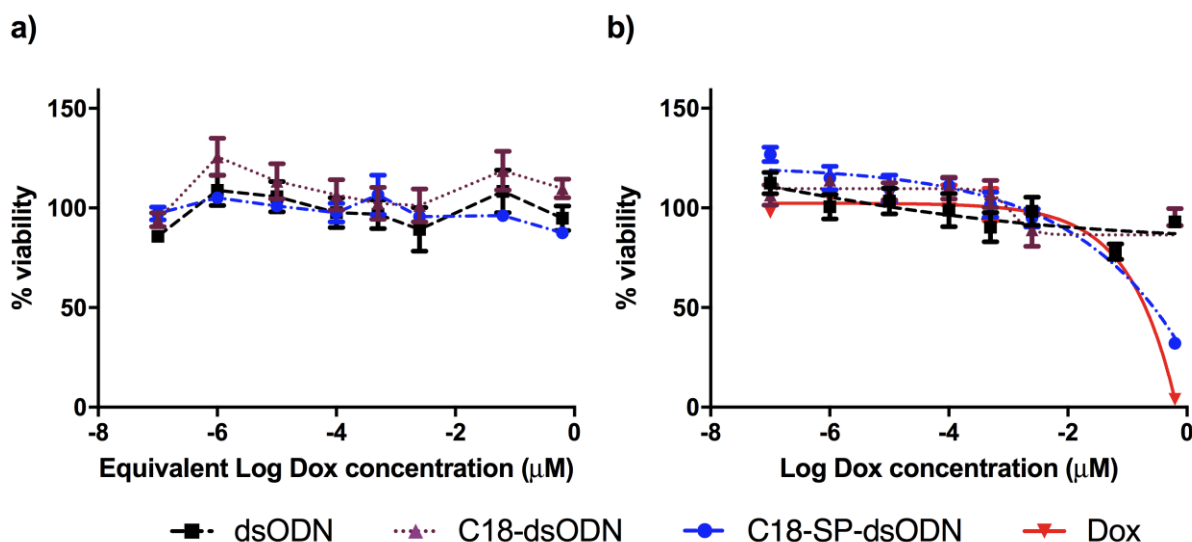 a)
b)
150
100
50
0
% viability
-8 -6 -4 -2 0
Equivalent Log Dox concentration (μM)
150
100
50
0
% viability
-8 -6 -4 -2 0
Log Dox concentration (μM)
dsODN C18-dsODN C18-SP-dsODN Dox